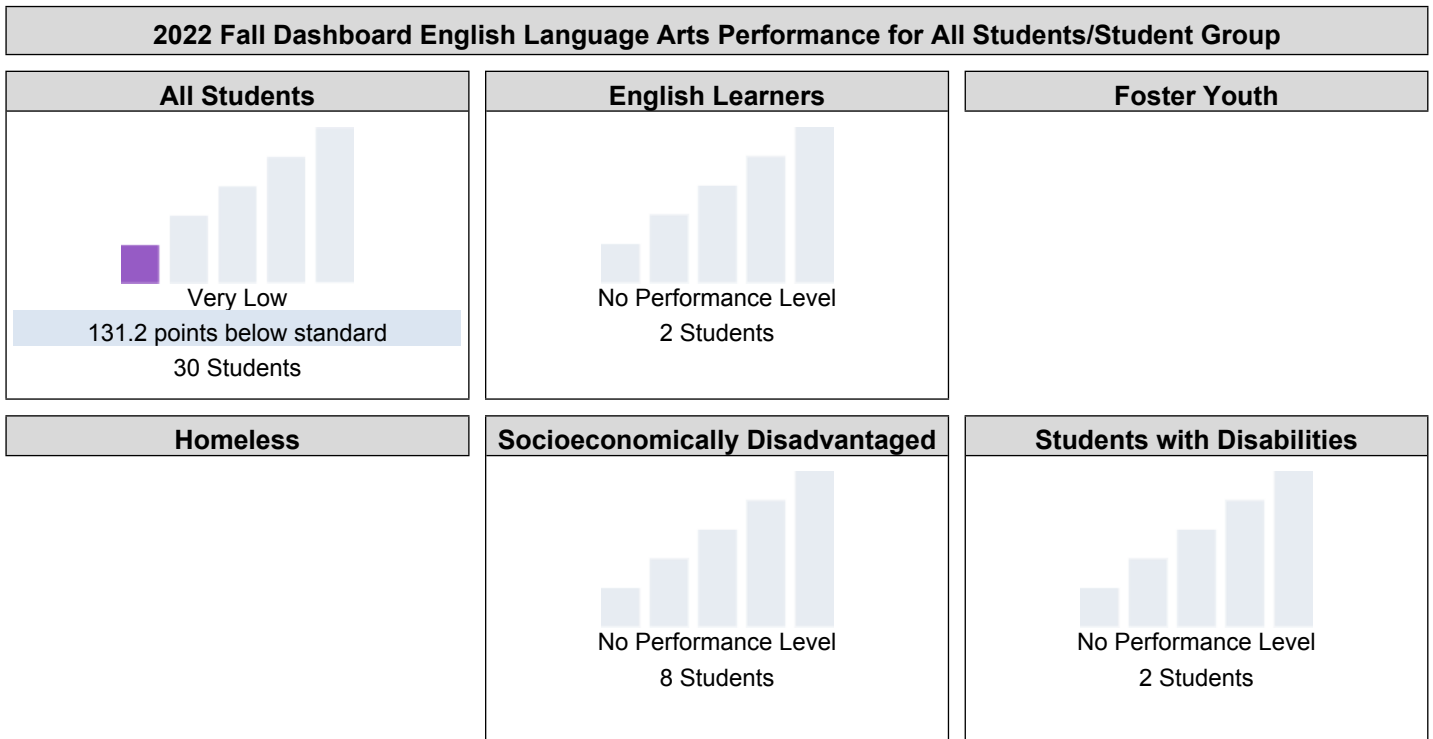 2022 Fall Dashboard English Language Arts Performance for All Students/Student Group
All Students
English Learners
Foster Youth
Very Low
131.2 points below standard
30 Students
No Performance Level
2 Students
Homeless
Socioeconomically Disadvantaged
Students with Disabilities
No Performance Level
8 Students
No Performance Level
2 Students